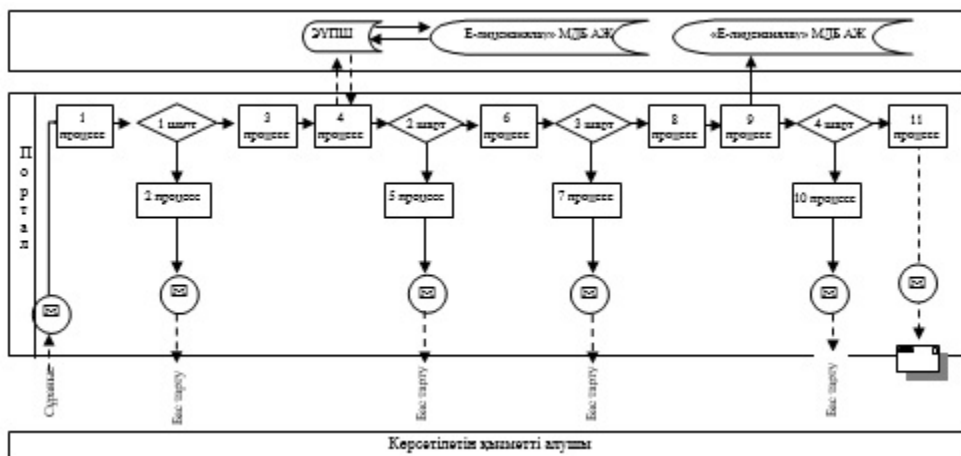 ЭҮПШ
Е-лицензиялау» МДБ АЖ
«Е-лицензиялау» МДБ АЖ
Портал
1 процесс
1 шарт
3 процесс
4 процесс
2 шарт
6 процесс
3 шарт
8 процесс
9 процесс
4 шарт
11 процесс
2 процесс
5 процесс
7 процесс
10 процесс
Сұраныс
Бас тарту
Бас тарту
Бас тарту
Бас тарту
Көрсетілетін қызметті алушы